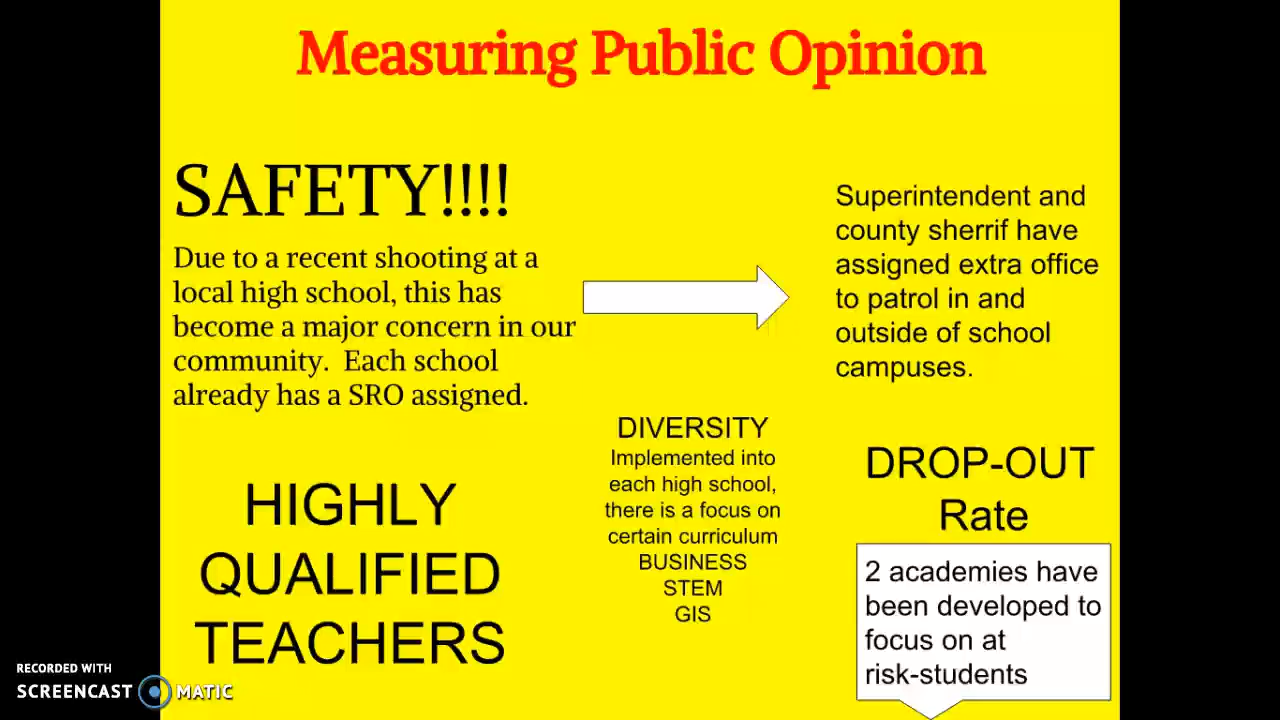 Measuring Public Opinion
SAFETY!!!!
Due to a recent shooting at a
local high school, this has
become a major concern in our
community.  Each school
already has a SRO assigned.
Superintendent and
county sherrif have
assigned extra office
to patrol in and
outside of school
campuses.
DIVERSITY
Implemented into
each high school,
there is a focus on
certain curriculum
BUSINESS
STEM
GIS
HIGHLY
QUALIFIED
TEACHERS
DROP-OUT
Rate
2 academies have
been developed to
focus on at
risk-students
RECORDED WITH
SCREENCAST MATIC